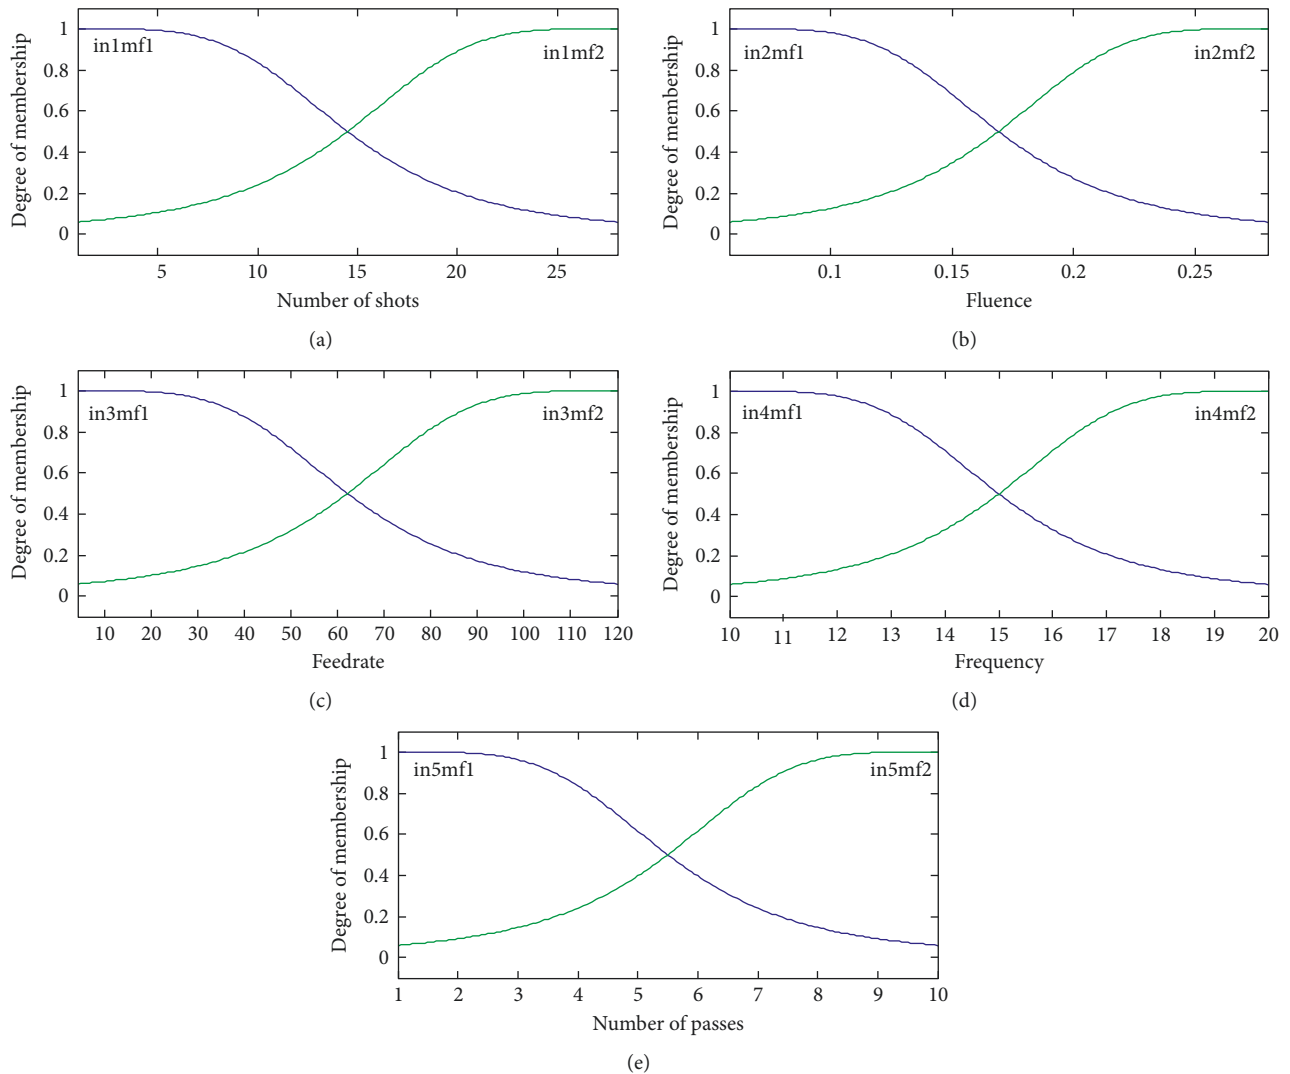 Degree of membership
1
0.8
0.6
0.4
0.2
0
in1mf1
in1mf2
5 10 15 20 25
Number of shots
(a)
Degree of membership
1
0.8
0.6
0.4
0.2
0
in2mf1
in2mf2
0.1 0.15 0.2 0.25
Fluence
(b)
Degree of membership
1
0.8
0.6
0.4
0.2
0
in3mf1
in3mf2
10 20 30 40 50 60 70 80 90 100 110 120
Feedrate
(c)
Degree of membership
1
0.8
0.6
0.4
0.2
0
in4mf1
in4mf2
10 11 12 13 14 15 16 17 18 19 20
Frequency
(d)
Degree of membership
1
0.8
0.6
0.4
0.2
0
in5mf1
in5mf2
1 2 3 4 5 6 7 8 9 10
Number of passes
(e)